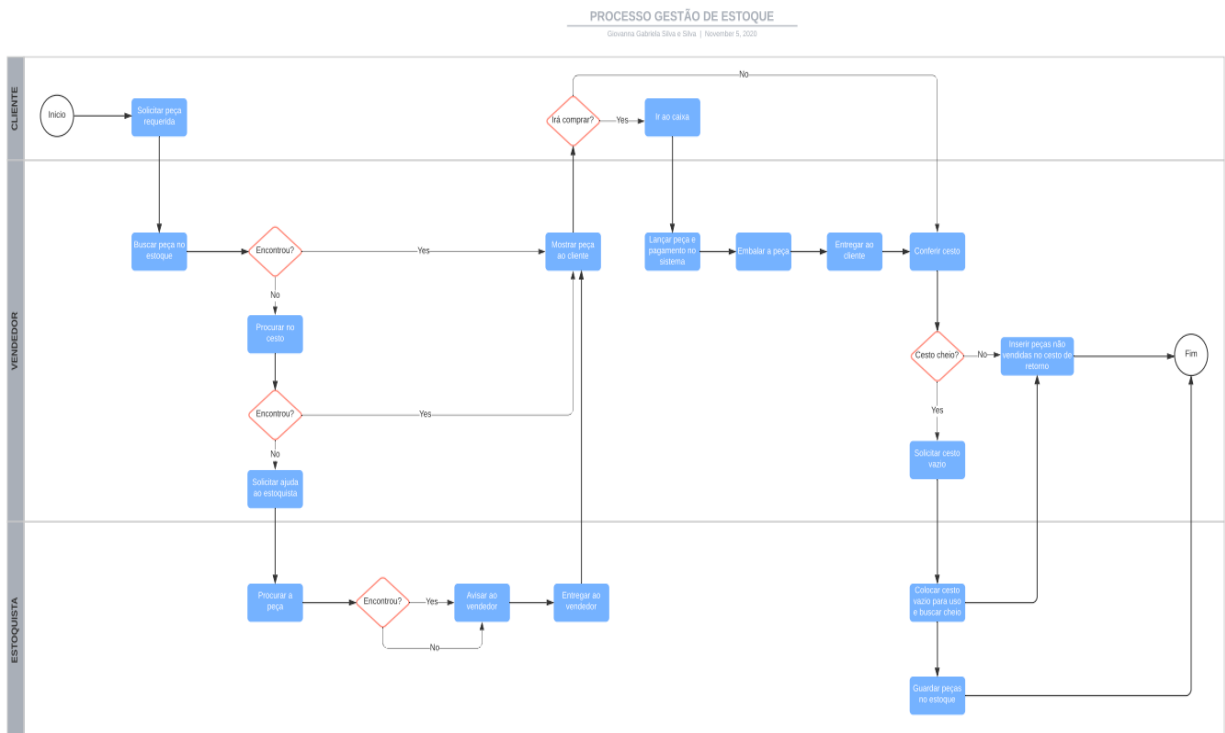 PROCESSO GESTÃO DE ESTOQUE
Giovanna Gabriela Silva e Silva | November 5, 2020
CLIENTE
Início
Solicitar peça
requerida
Irá comprar?
Yes
Ir ao caixa
No
VENDEDOR
Buscar peça no
estoque
Encontrou?
Yes
Mostrar peça
ao cliente
Lançar peça e
pagamento no
sistema
Embalar a peça
Entregar ao
cliente
Conferir cesto
No
Procurar no
cesto
Encontrou?
Yes
No
Solicitar ajuda
ao estoquista
Cesto cheio?
No
Inserir peças não
vendidas no cesto de
retorno
Fim
Yes
Solicitar cesto
vazio
ESTOQUISTA
Procurar a
peça
Encontrou?
Yes
No
Avisar ao
vendedor
Entregar ao
vendedor
Colocar cesto
vazio para uso
e buscar cheio
Guardar peças
no estoque